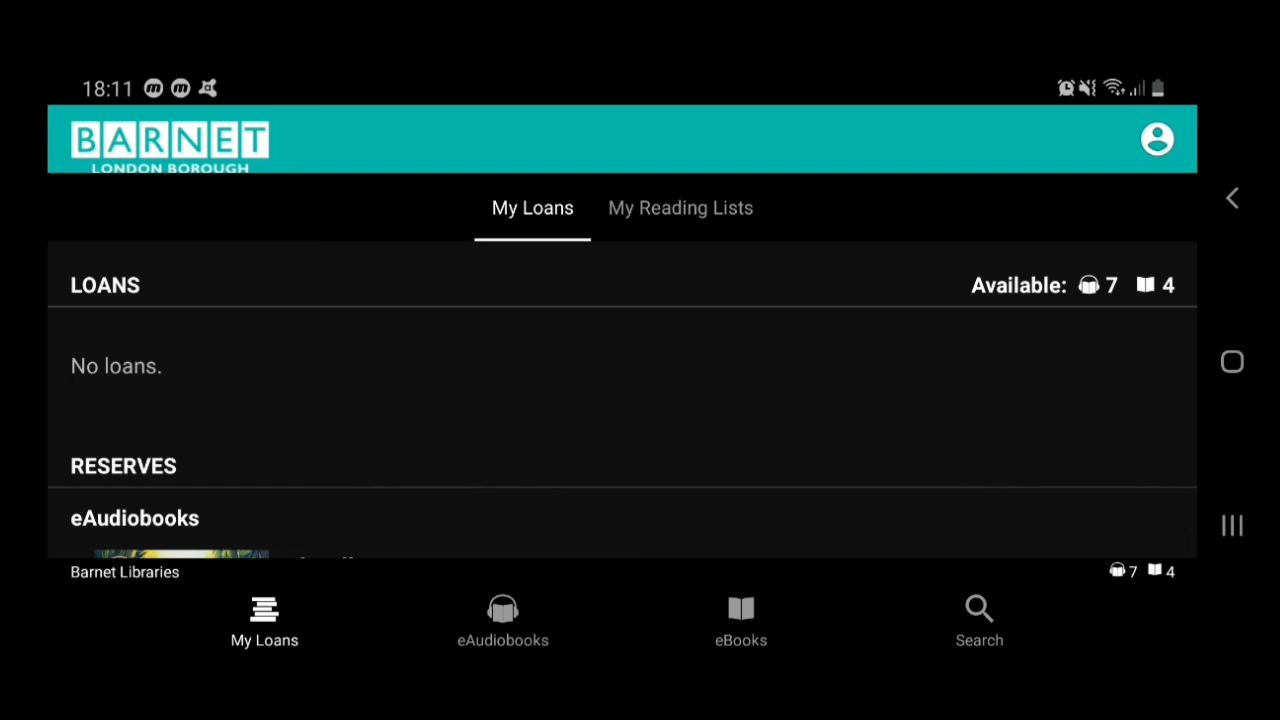 18:11
BARNET
LONDON BOROUGH
My Loans My Reading Lists
LOANS Available: 7 4
No loans.
RESERVES
eAudiobooks
Barnet Libraries 7 4
My Loans eAudiobooks eBooks Search